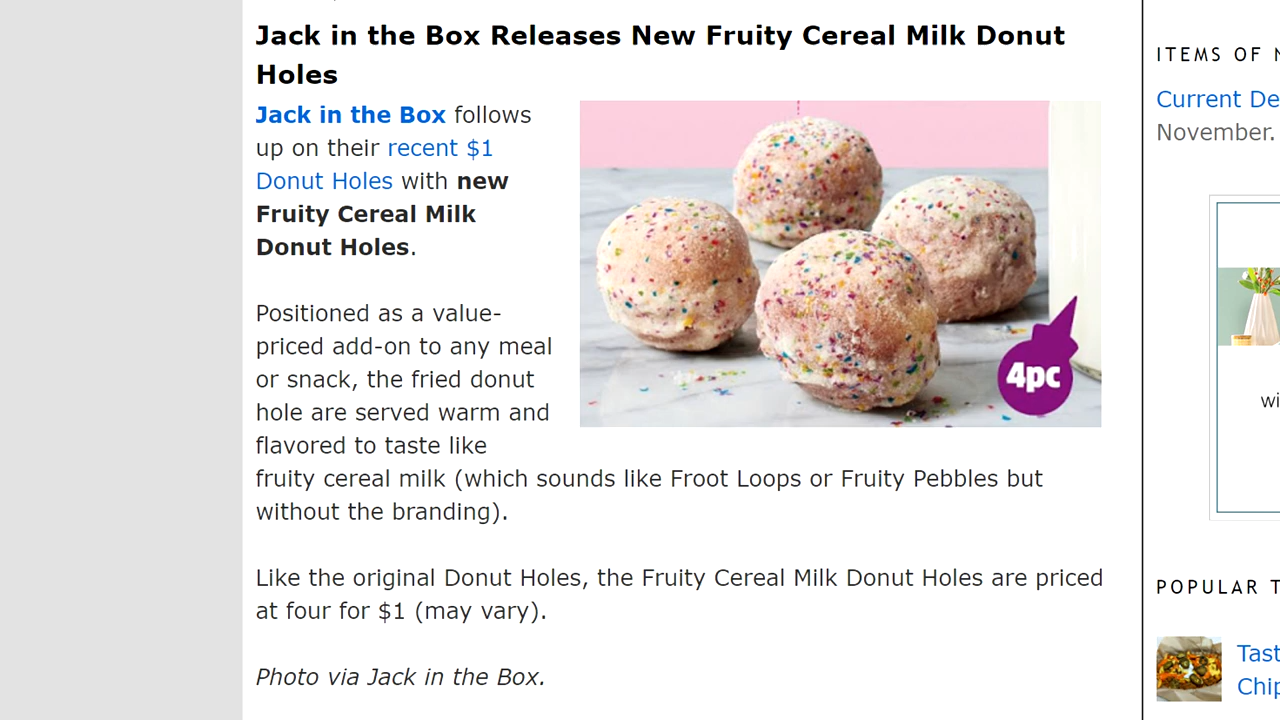 Jack in the Box Releases New Fruity Cereal Milk Donut
Holes
Jack in the Box follows
up on their recent $1
Donut Holes with new
Fruity Cereal Milk
Donut Holes.
Positioned as a value-
priced add-on to any meal
or snack, the fried donut
hole are served warm and
flavored to taste like
fruity cereal milk (which sounds like Froot Loops or Fruity Pebbles but
without the branding).
Like the original Donut Holes, the Fruity Cereal Milk Donut Holes are priced
at four for $1 (may vary).
Photo via Jack in the Box.
4pc
ITEMS OF
Current De
November.
wi
POPULAR T
Tast
Chip